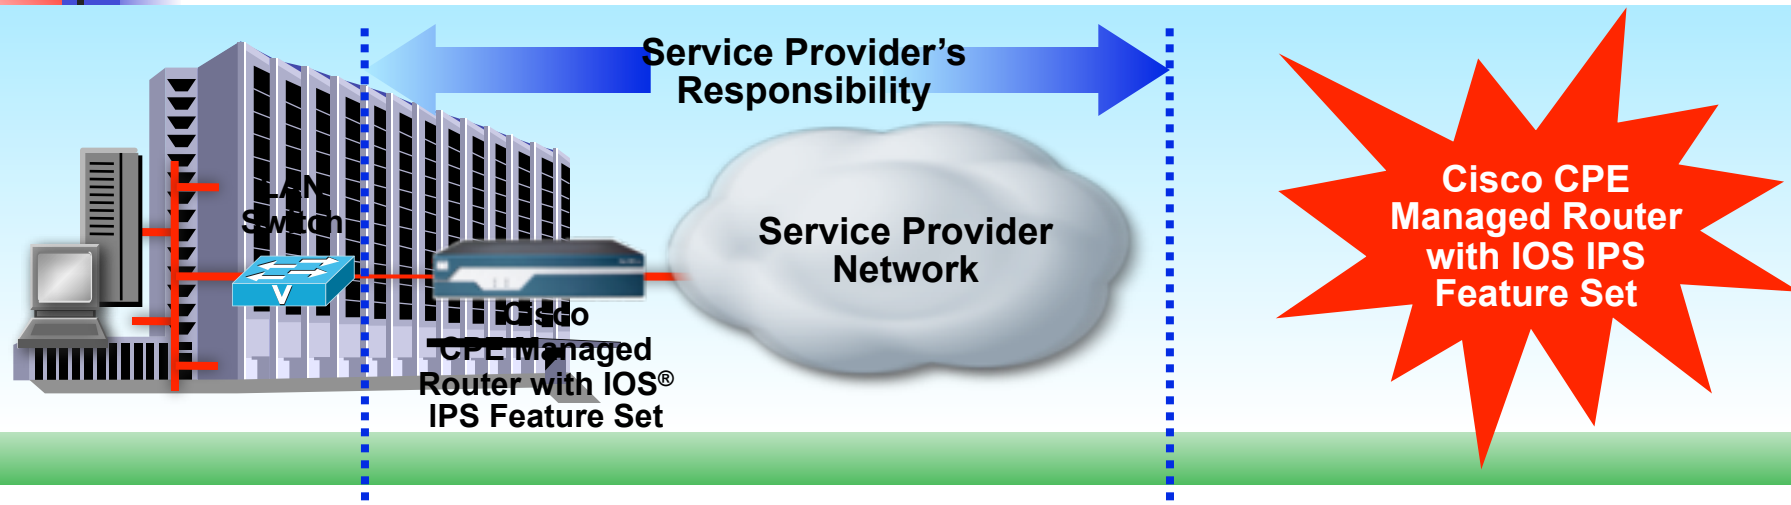 Service Provider's
Responsibility
LAN
Switch
V
Cisco
CPE Managed
Router with IOS®
IPS Feature Set
Service Provider
Network
Cisco CPE
Managed Router
with IOS IPS
Feature Set